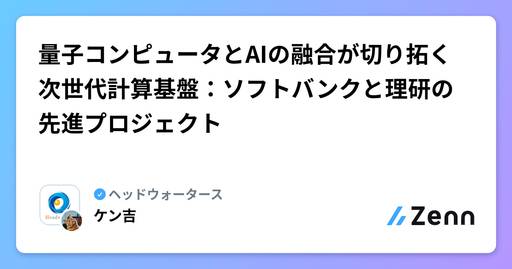 量子コンピュータとAIの融合が切り拓く
次世代計算基盤：ソフトバンクと理研の
先進プロジェクト
ヘッドウォータース
ケン吉
Zenn